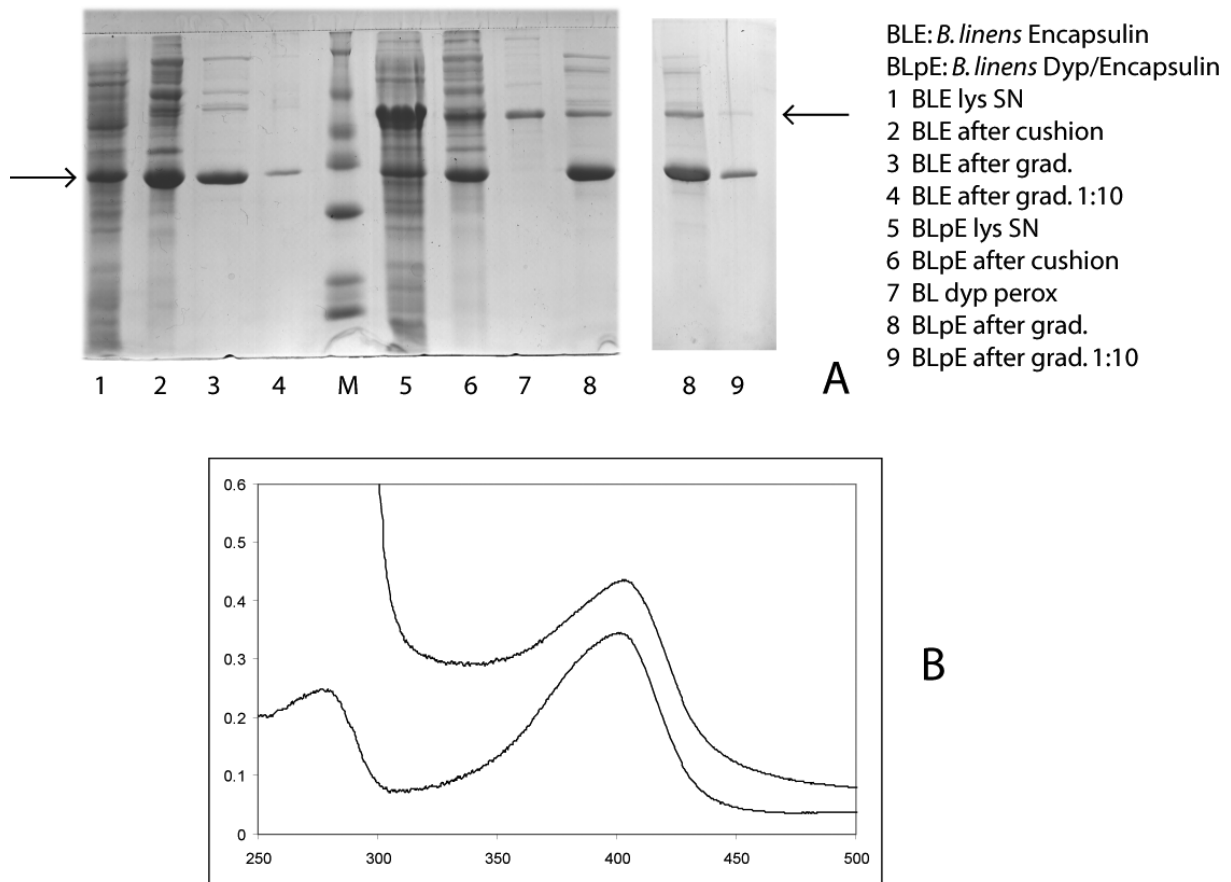 BLE: B. linens Encapsulin
BLpE: B. linens Dyp/Encapsulin
1 BLE lys SN
2 BLE after cushion
3 BLE after grad.
4 BLE after grad. 1:10
5 BLpE lys SN
6 BLpE after cushion
7 BL dyp perox
8 BLpE after grad.
9 BLpE after grad. 1:10
1 2 3 4 M 5 6 7 8 8 9
A
0.6
0.5
0.4
0.3
0.2
0.1
0
250 300 350 400 450 500
B